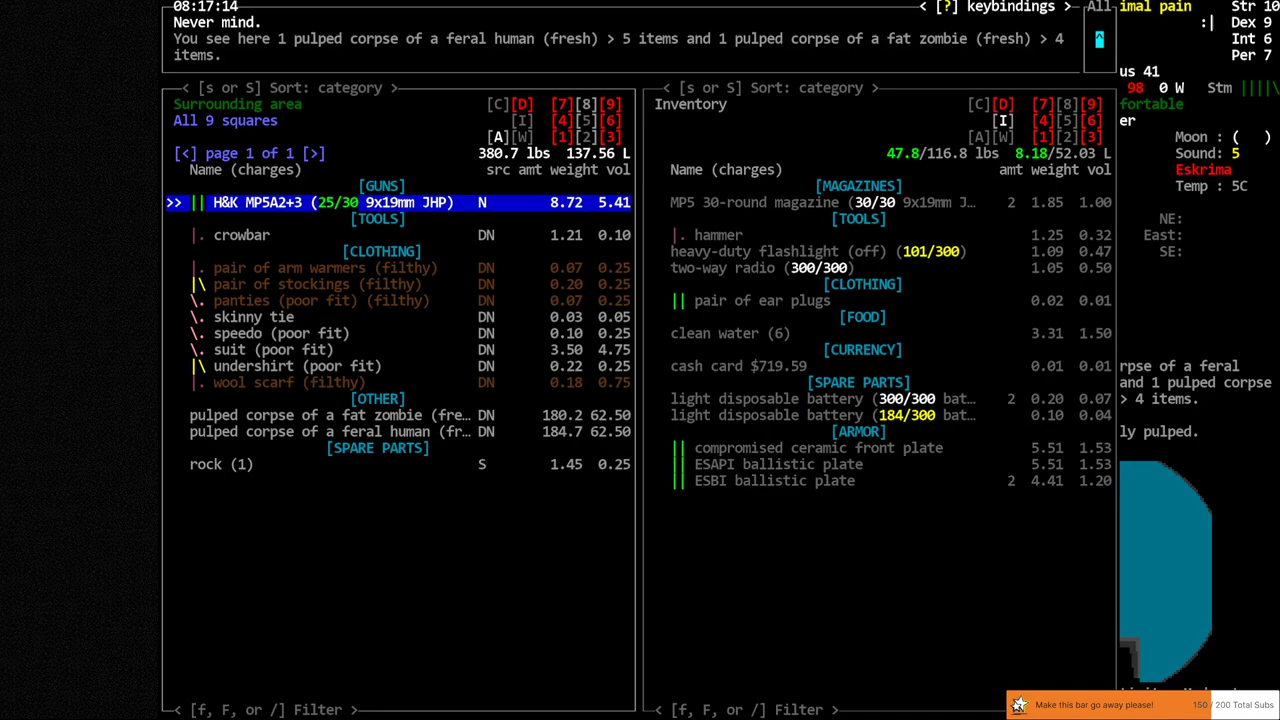 08:17:14 < [?] keybindings > All imal pain Str 10
Never mind. :| Dex 9
You see here 1 pulped corpse of a feral human (fresh) > 5 items and 1 pulped corpse of a fat zombie (fresh) > 4 ^ Int 6
items. Per 7
us 41
< [s or S] Sort: category > < [s or S] Sort: category > 98 0 W Stm ||||\
Surrounding area [C][D] [7][8][9] Inventory [C][D] [7][8][9] fortable
All 9 squares [I] [4][5][6] [I] [4][5][6] er
[A][W] [1][2][3] [A][W] [1][2][3] Moon : ( )
[<] page 1 of 1 [>] 380.7 lbs 137.56 L 47.8/116.8 lbs 8.18/52.03 L Sound: 5
Name (charges) src amt weight vol Name (charges) amt weight vol Eskrima
[GUNS] [MAGAZINES] Temp : 5C
>> || H&K MP5A2+3 (25/30 9x19mm JHP) N 8.72 5.41 MP5 30-round magazine (30/30 9x19mm J… 2 1.85 1.00
[TOOLS] [TOOLS] NE:
|. crowbar DN 1.21 0.10 |. hammer 1.25 0.32 East:
[CLOTHING] heavy-duty flashlight (off) (101/300) 1.09 0.47 SE:
|. pair of arm warmers (filthy) DN 0.07 0.25 two-way radio (300/300) 1.05 0.50
|\ pair of stockings (filthy) DN 0.20 0.25 [CLOTHING]
\. panties (poor fit) (filthy) DN 0.07 0.25 || pair of ear plugs 0.02 0.01
\. skinny tie DN 0.03 0.05 [FOOD]
\. speedo (poor fit) DN 0.10 0.25 clean water (6) 3.31 1.50
\. suit (poor fit) DN 3.50 4.75 [CURRENCY]
|\ undershirt (poor fit) DN 0.22 0.25 cash card $719.59 0.01 0.01 rpse of a feral
|. wool scarf (filthy) DN 0.18 0.75 [SPARE PARTS] and 1 pulped corpse
[OTHER] light disposable battery (300/300 bat… 2 0.20 0.07 > 4 items.
pulped corpse of a fat zombie (fre… DN 180.2 62.50 light disposable battery (184/300 bat… 0.10 0.04
pulped corpse of a feral human (fr… DN 184.7 62.50 [ARMOR] ly pulped.
[SPARE PARTS] || compromised ceramic front plate 5.51 1.53
rock (1) S 1.45 0.25 || ESAPI ballistic plate 5.51 1.53
|| ESBI ballistic plate 2 4.41 1.20
< [f, F, or /] Filter > < [f, F, or /] Filter >
Make this bar go away please! 150 / 200 Total Subs